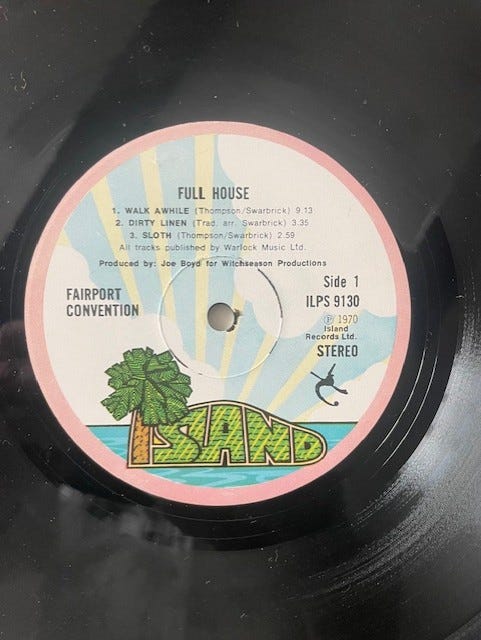 FULL HOUSE
1. WALK AWHILE (Thompson/Swarbrick) 9.13
2. DIRTY LINEN (Trad. arr. Swarbrick) 3.35
3. SLOTH (Thompson/Swarbrick) 2.59
All tracks published by Warlock Music Ltd.
Produced by: Joe Boyd for Witchseason Productions
FAIRPORT
CONVENTION
Side 1
ILPS 9130
Ⓟ 1970
Island
Records Ltd.
STEREO
ISLAND